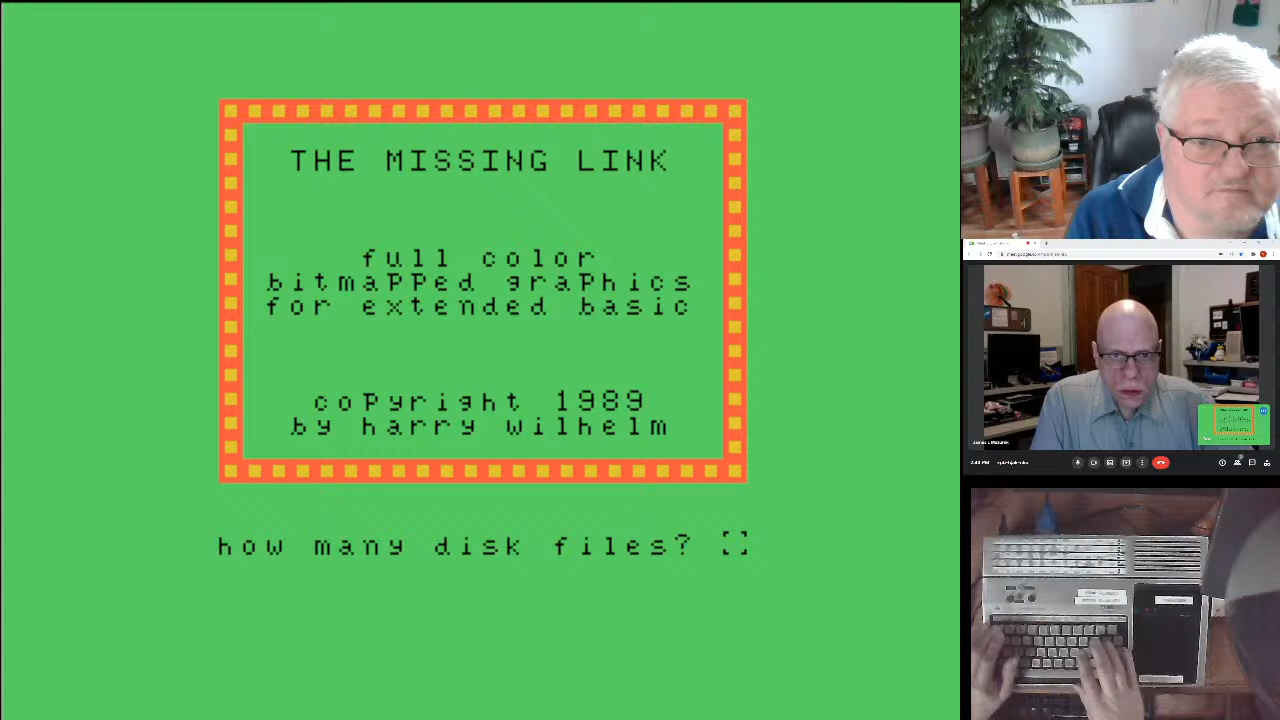 THE MISSING LINK
full color
bitmapped graphics
for extended basic
copyright 1989
by harry wilhelm
how many disk files? [ ]